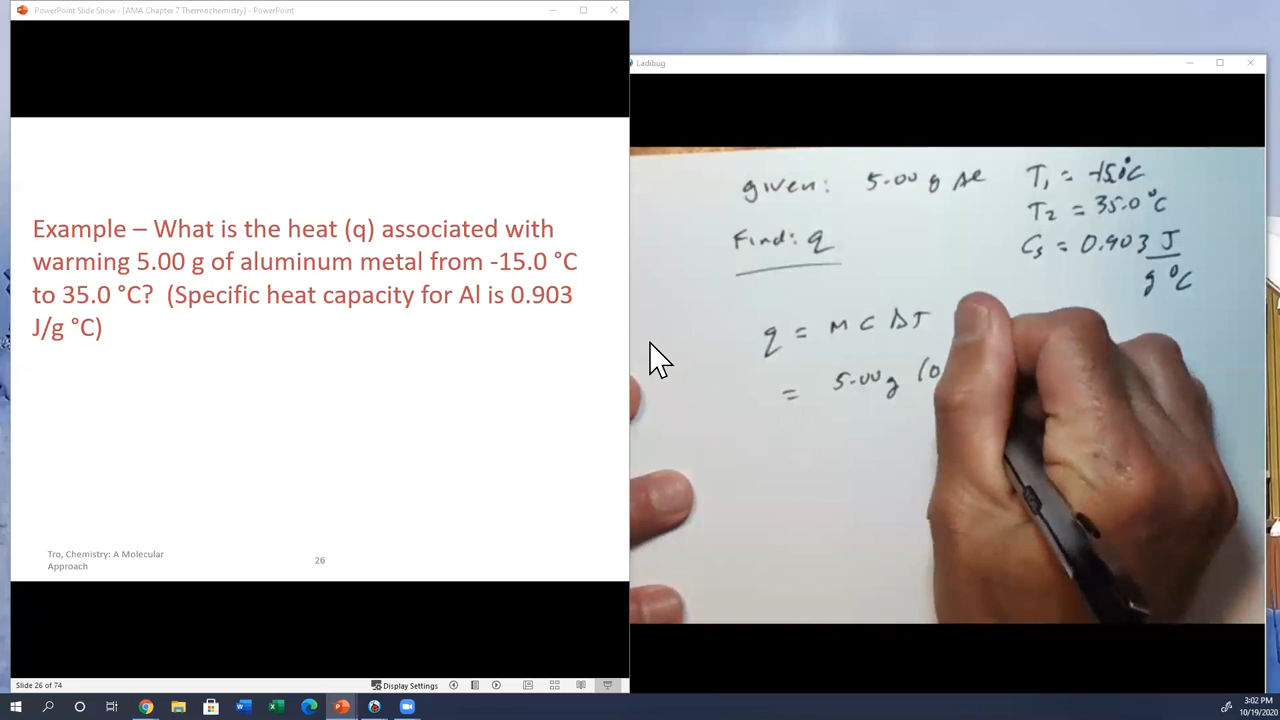 PowerPoint Slide Show - [AMA Chapter 7 Thermochemistry] - PowerPoint
Ladibug
Example – What is the heat (q) associated with
warming 5.00 g of aluminum metal from -15.0 °C
to 35.0 °C? (Specific heat capacity for Al is 0.903
J/g °C)
Tro, Chemistry: A Molecular
Approach
26
given: 5.00 g Al
T₁ = -15.0°C
T₂ = 35.0 °C
Find: q
Cs = 0.903 J
g °C
q = m C ΔT
= 5.00g (0
Slide 26 of 74
Display Settings
3:02 PM
10/19/2020